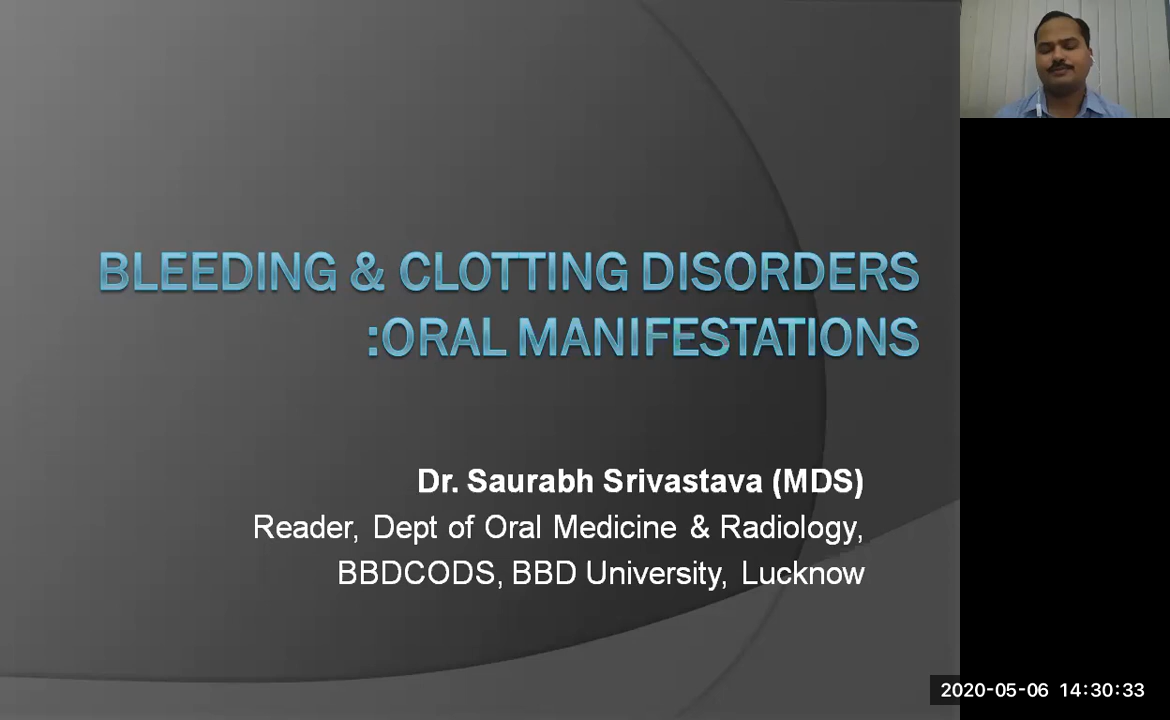 BLEEDING & CLOTTING DISORDERS
:ORAL MANIFESTATIONS
Dr. Saurabh Srivastava (MDS)
Reader, Dept of Oral Medicine & Radiology,
BBDCODS, BBD University, Lucknow
2020-05-06 14:30:33